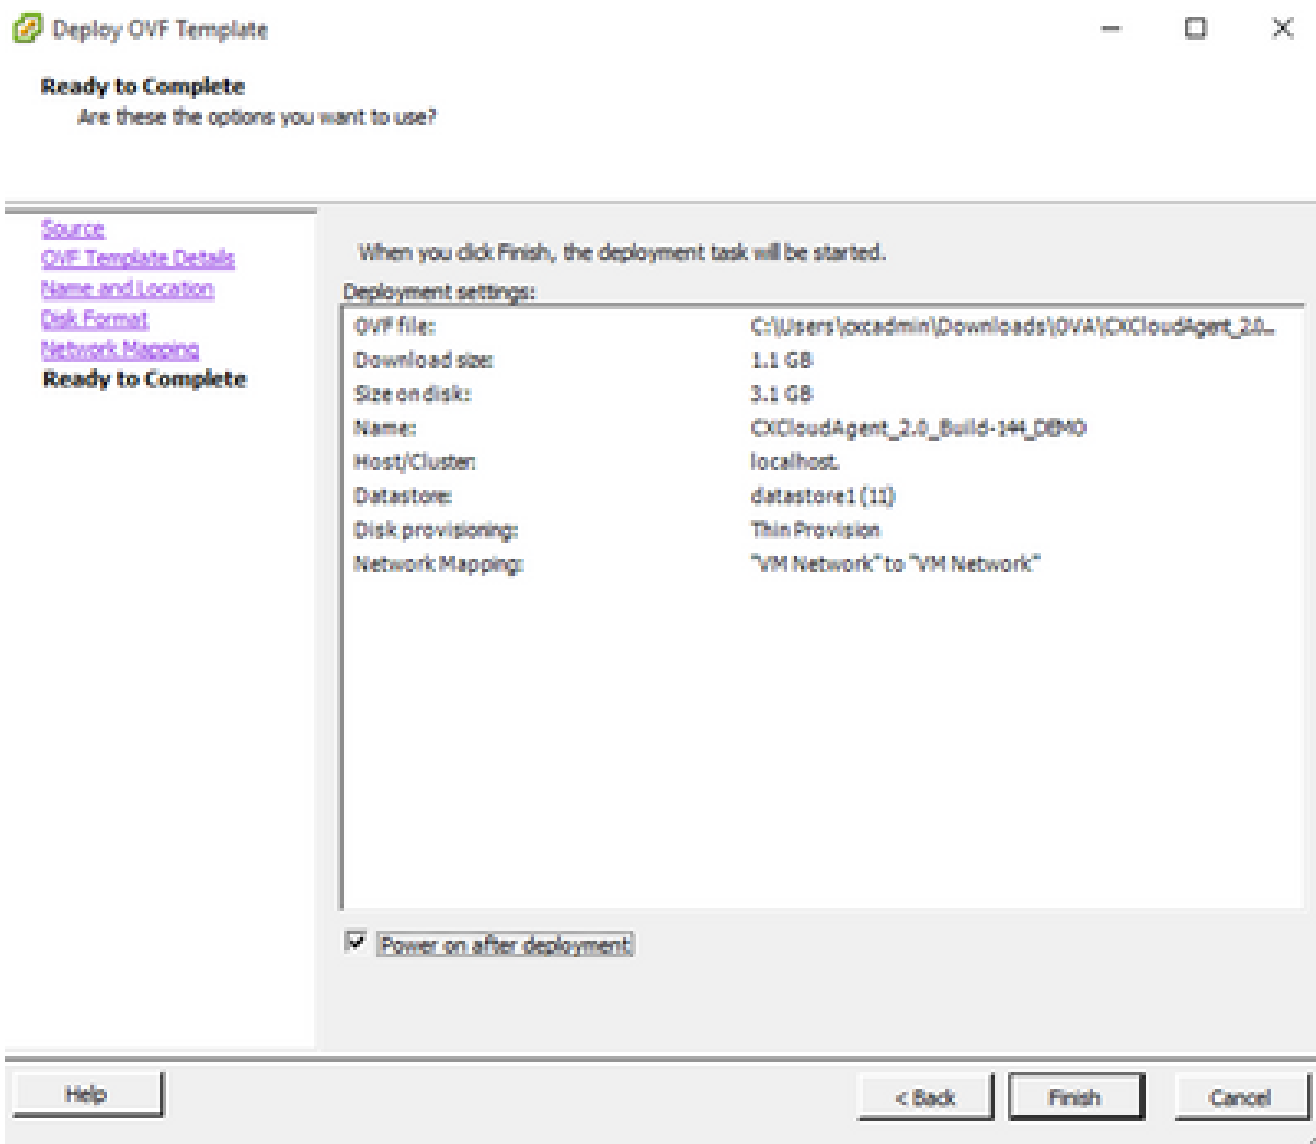 Deploy OVF Template
Ready to Complete
Are these the options you want to use?
Source
OVF Template Details
Name and Location
Disk Format
Network Mapping
Ready to Complete
When you click Finish, the deployment task will be started.
Deployment settings:
OVF file: C:\Users\cxcadmin\Downloads\OVA\CXCloudAgent_2.0...
Download size: 1.1 GB
Size on disk: 3.1 GB
Name: CXCloudAgent_2.0_Build-144_DEMO
Host/Cluster: localhost.
Datastore: datastore1 (11)
Disk provisioning: Thin Provision
Network Mapping: "VM Network" to "VM Network"
Power on after deployment
Help
< Back
Finish
Cancel